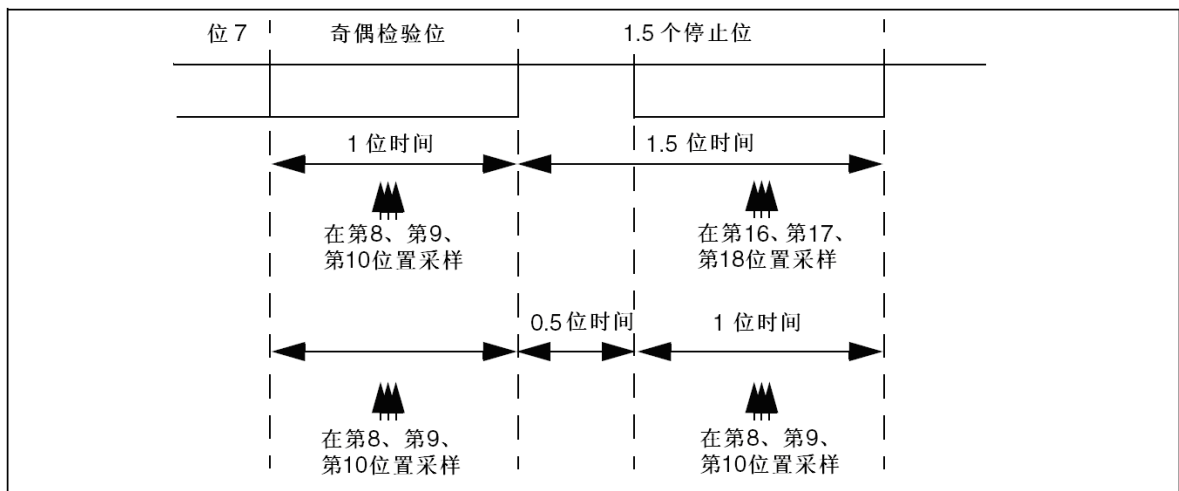 位 7 奇偶检验位 1.5 个停止位
1 位时间 1.5 位时间
在第8、第9、
第10位置采样
在第16、第17、
第18位置采样
0.5 位时间 1 位时间
在第8、第9、
第10位置采样
在第8、第9、
第10位置采样